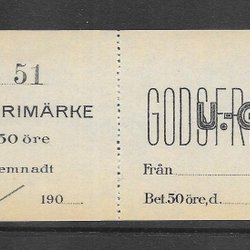 51
RIMÄRKE
50 öre
emnadt
190
GODSFR
U.-G
Från
Bet. 50 öre, d.